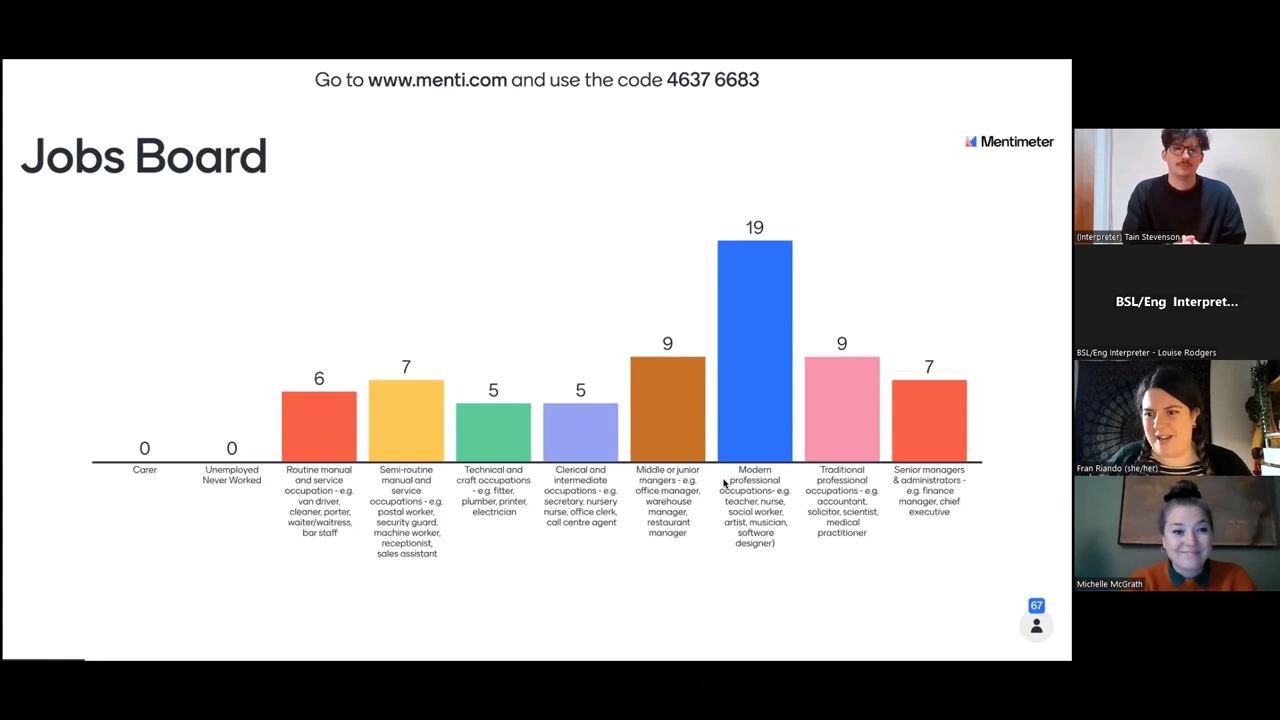 Go to www.menti.com and use the code 4637 6683
Jobs Board
Mentimeter
0
0
6
7
5
5
9
19
9
7
Carer
Unemployed
Never Worked
Routine manual
and service
occupation - e.g.
van driver,
cleaner, porter,
waiter/waitress,
bar staff
Semi-routine
manual and
service
occupations - e.g.
postal worker,
security guard,
machine worker,
receptionist,
sales assistant
Technical and
craft occupations
- e.g. fitter,
plumber, printer,
electrician
Clerical and
intermediate
occupations - e.g.
secretary, nursery
nurse, office clerk,
call centre agent
Middle or junior
mangers - e.g.
office manager,
warehouse
manager,
restaurant
manager
Modern
professional
occupations- e.g.
teacher, nurse,
social worker,
artist, musician,
software
designer)
Traditional
professional
occupations - e.g.
accountant,
solicitor, scientist,
medical
practitioner
Senior managers
& administrators -
e.g. finance
manager, chief
executive
67
(Interpreter) Tain Stevenson
BSL/Eng Interpret...
BSL/Eng Interpreter - Louise Rodgers
Fran Riando (she/her)
Michelle McGrath